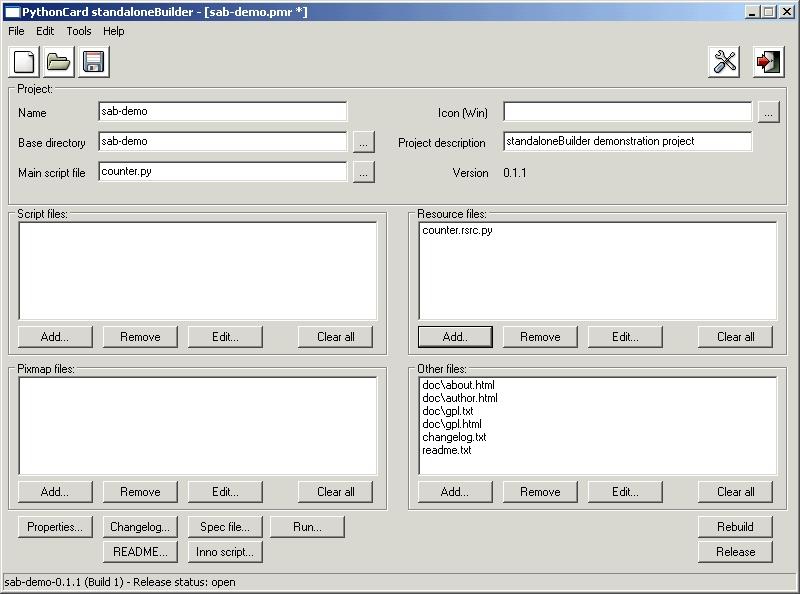 PythonCard standaloneBuilder - [sab-demo.pmr *]
File Edit Tools Help
Project:
Name sab-demo Icon (Win) ...
Base directory sab-demo ... Project description standaloneBuilder demonstration project
Main script file counter.py ... Version 0.1.1
Script files:
Add... Remove Edit... Clear all
Resource files:
counter.rsrc.py
Add.. Remove Edit... Clear all
Pixmap files:
Add... Remove Edit... Clear all
Other files:
doc\about.html
doc\author.html
doc\gpl.txt
doc\gpl.html
changelog.txt
readme.txt
Add... Remove Edit... Clear all
Properties... Changelog... Spec file... Run... Rebuild
README... Inno script... Release
sab-demo-0.1.1 (Build 1) - Release status: open